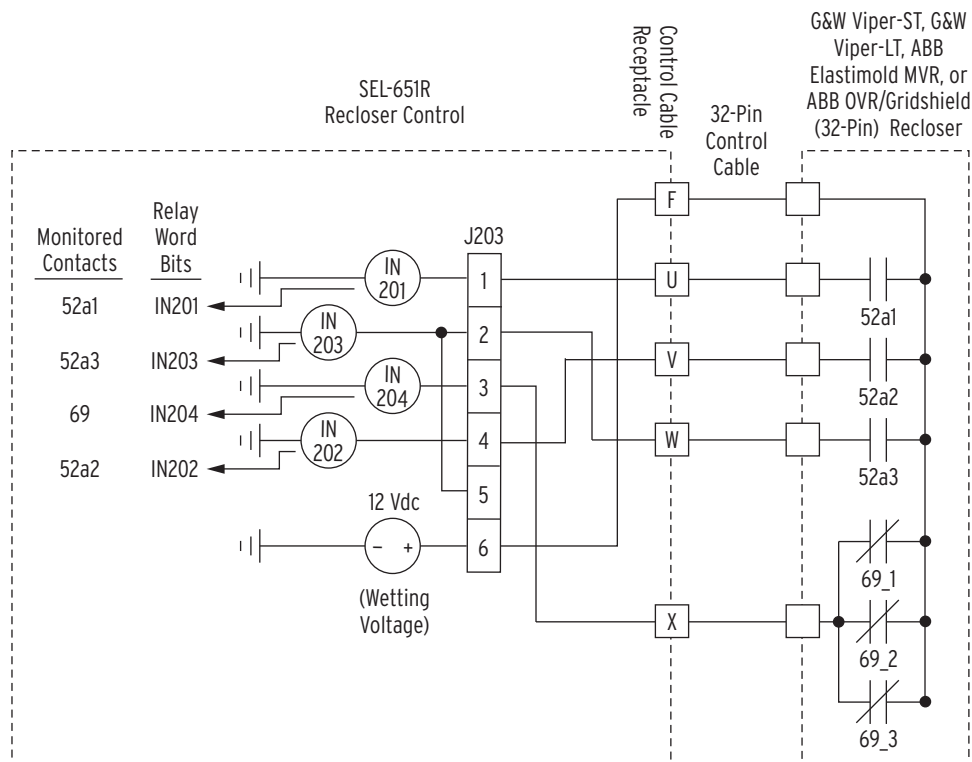 G&W Viper-ST, G&W
Viper-LT, ABB
Elastimold MVR, or
ABB OVR/Gridshield
(32-Pin) Recloser
Control Cable
Receptacle
SEL-651R
Recloser Control
32-Pin
Control
Cable
Monitored
Contacts
Relay
Word
Bits
J203
F
IN
201
1
U
52a1
52a1
IN201
IN
203
2
V
52a2
52a3
IN203
IN
204
3
W
52a3
69
IN204
IN
202
4
52a2
IN202
5
12 Vdc
- +
6
(Wetting
Voltage)
69_1
X
69_2
69_3